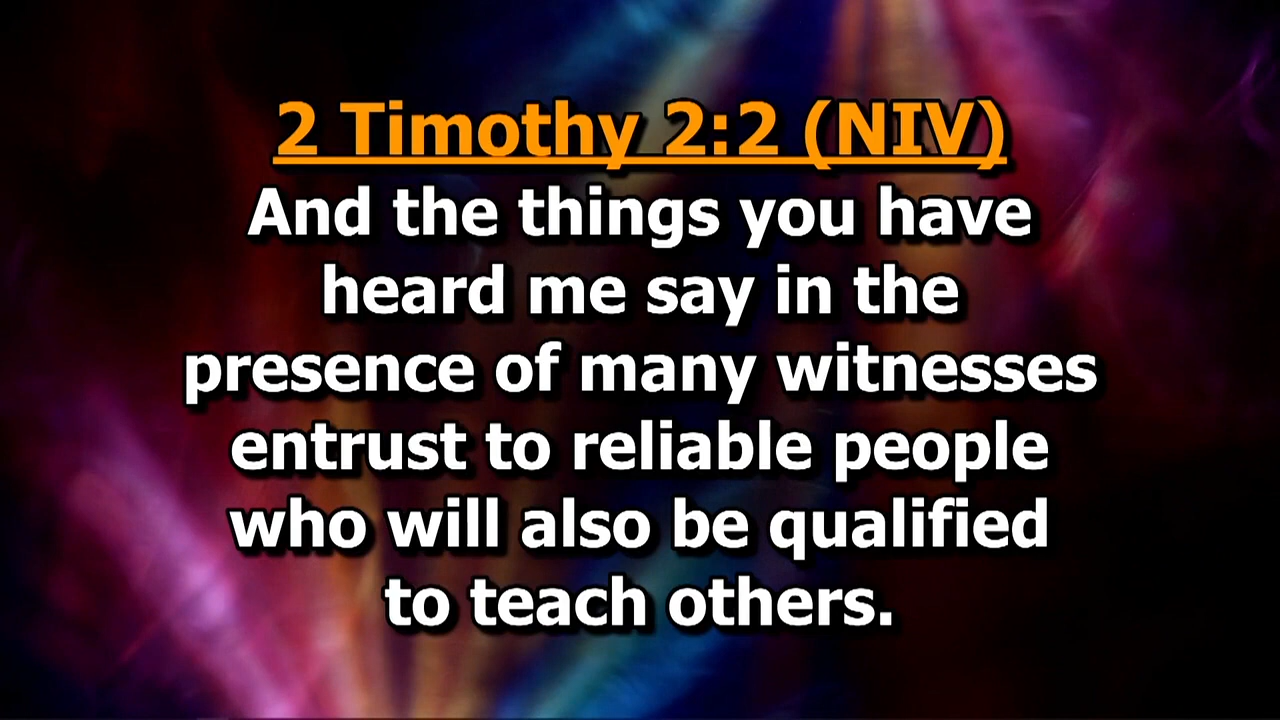 2 Timothy 2:2 (NIV)
And the things you have
heard me say in the
presence of many witnesses
entrust to reliable people
who will also be qualified
to teach others.